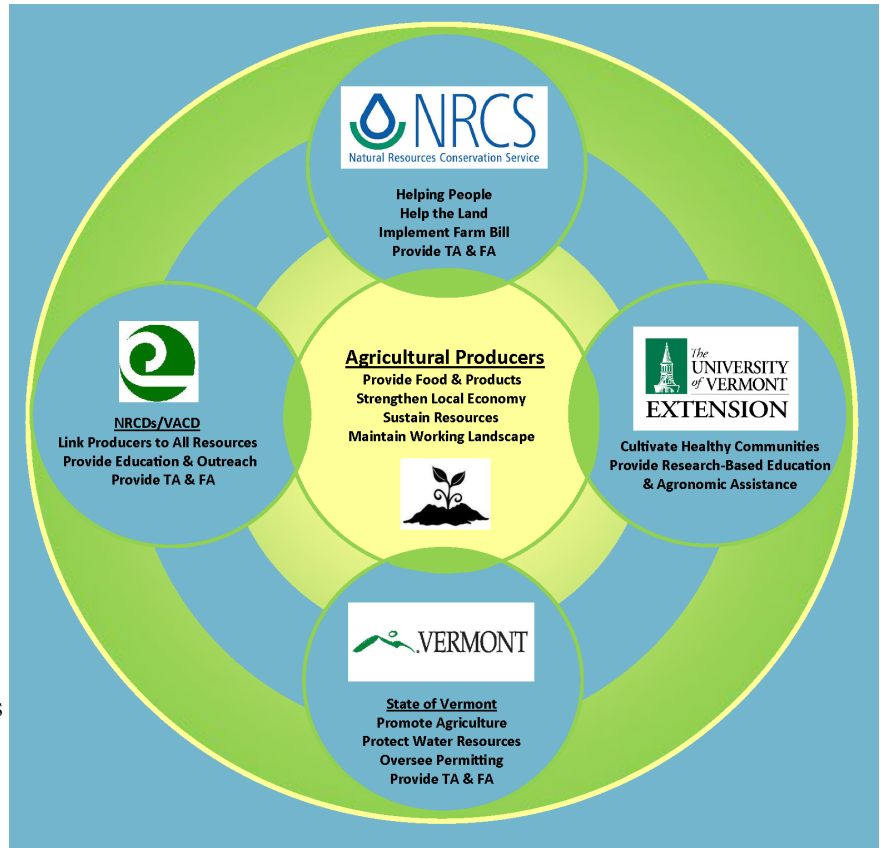 NRCS
Natural Resources Conservation Service
Helping People
Help the Land
Implement Farm Bill
Provide TA & FA
NRCDs/VACD
Link Producers to All Resources
Provide Education & Outreach
Provide TA & FA
Agricultural Producers
Provide Food & Products
Strengthen Local Economy
Sustain Resources
Maintain Working Landscape
The
UNIVERSITY
of VERMONT
EXTENSION
Cultivate Healthy Communities
Provide Research-Based Education
& Agronomic Assistance
s
.VERMONT
State of Vermont
Promote Agriculture
Protect Water Resources
Oversee Permitting
Provide TA & FA